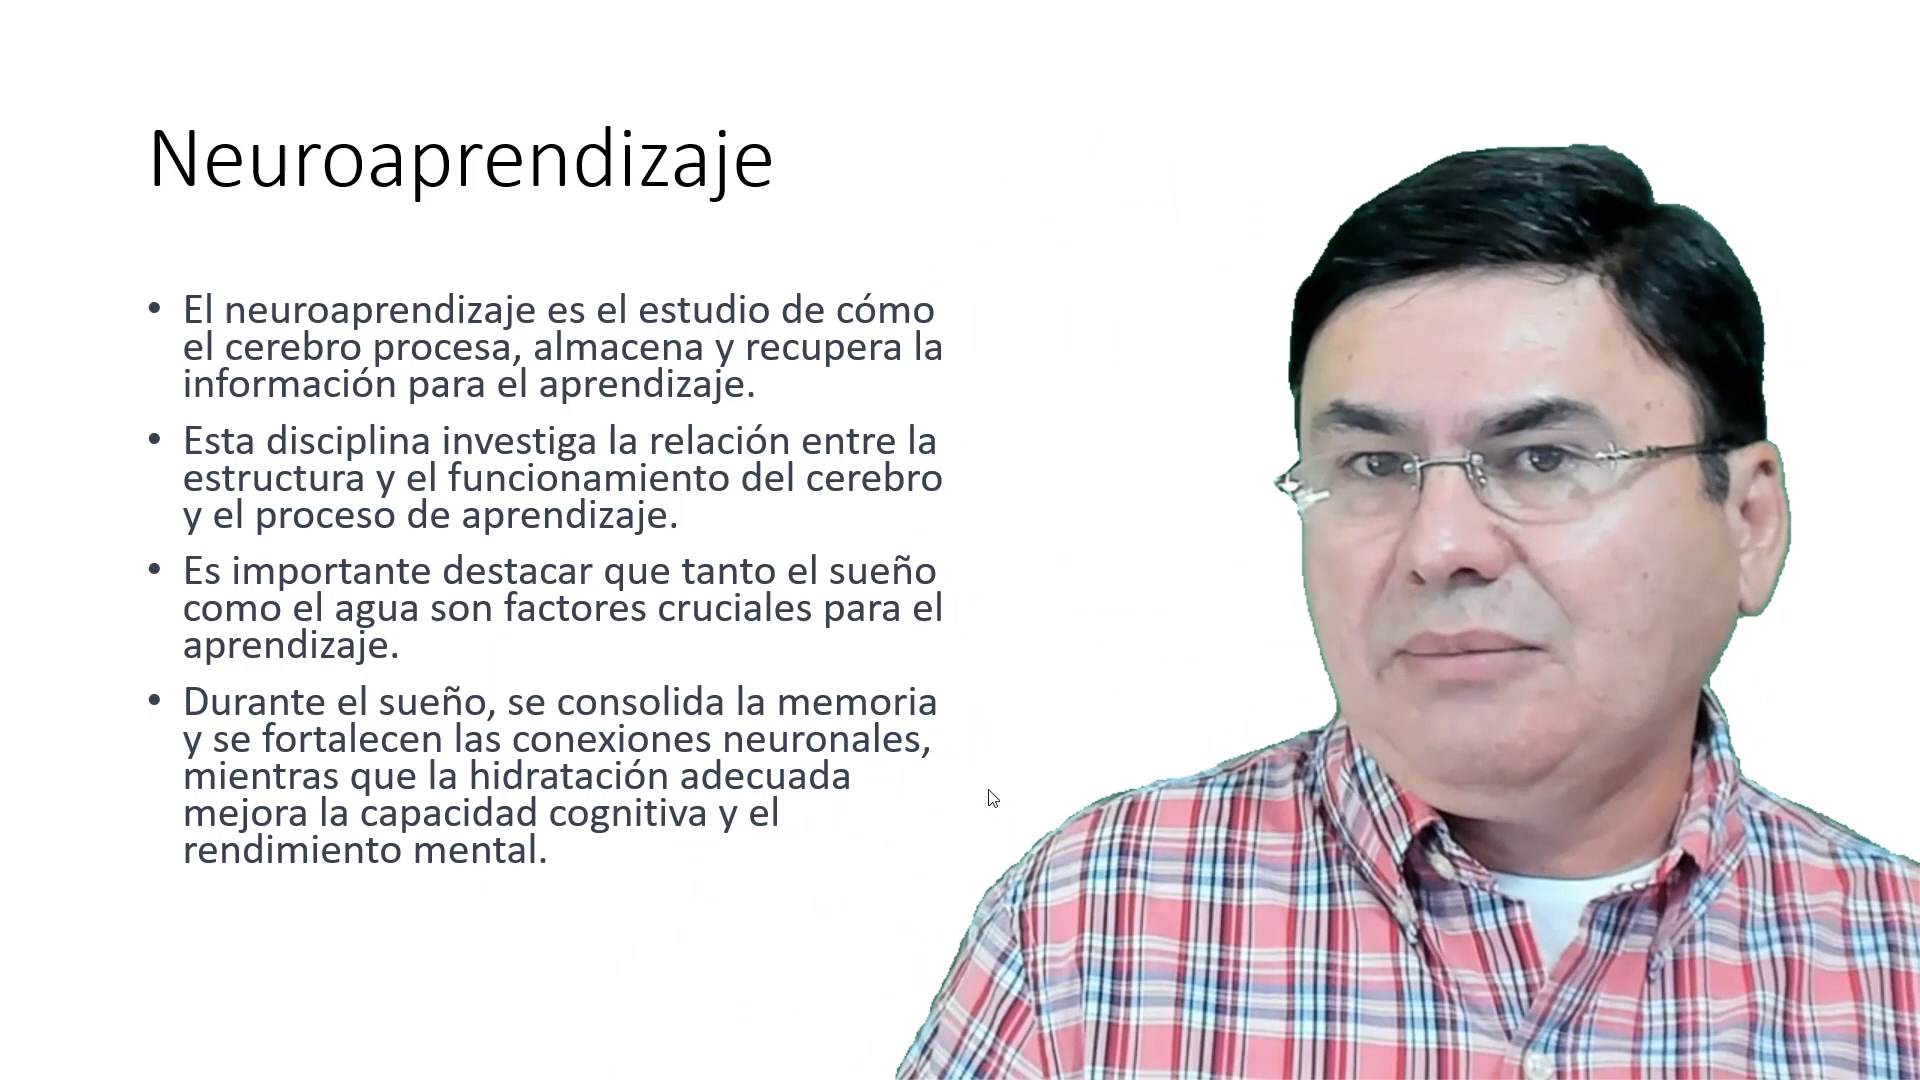 Neuroaprendizaje
• El neuroaprendizaje es el estudio de cómo
el cerebro procesa, almacena y recupera la
información para el aprendizaje.
• Esta disciplina investiga la relación entre la
estructura y el funcionamiento del cerebro
y el proceso de aprendizaje.
• Es importante destacar que tanto el sueño
como el agua son factores cruciales para el
aprendizaje.
• Durante el sueño, se consolida la memoria
y se fortalecen las conexiones neuronales,
mientras que la hidratación adecuada
mejora la capacidad cognitiva y el
rendimiento mental.